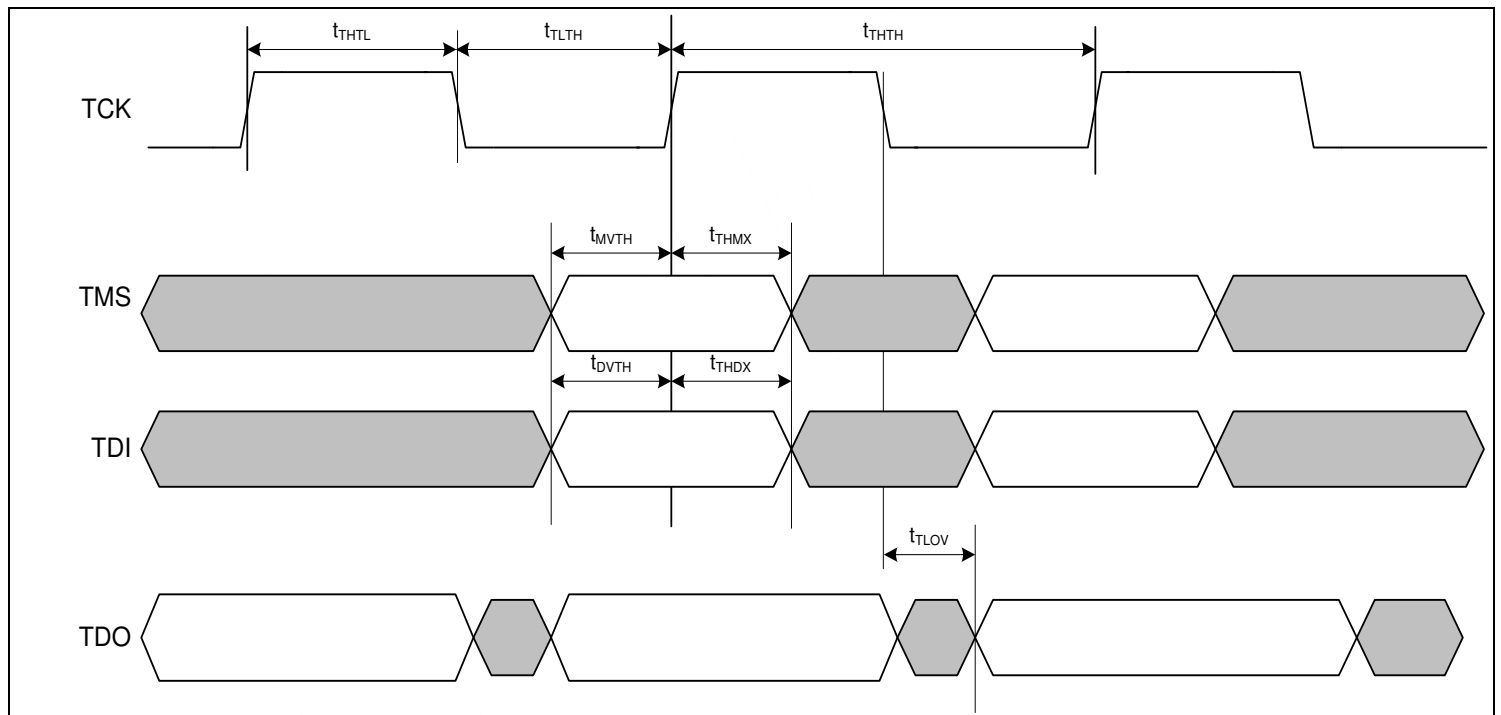 tTHTL tTLTH tTHTH
TCK
tMVTH tTHMX
TMS
tDVTH tTHDX
TDI
tTLOV
TDO